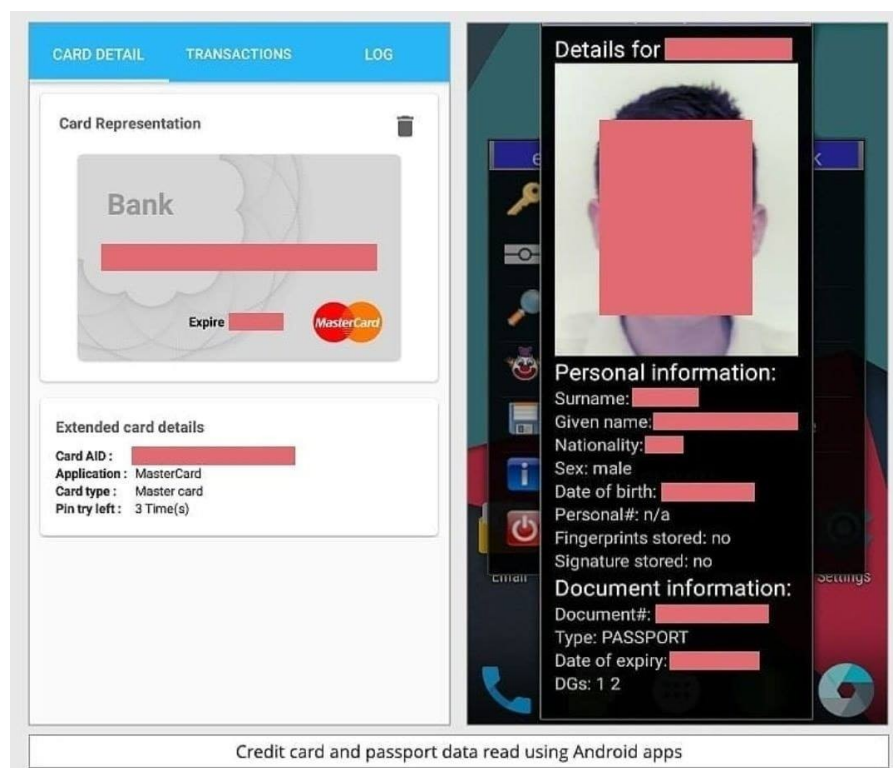 CARD DETAIL TRANSACTIONS LOG
Card Representation
Bank
Expire
MasterCard
Extended card details
Card AID :
Application : MasterCard
Card type : Master card
Pin try left : 3 Time(s)
Details for
e
k
Personal information:
Surname:
Given name:
e
Nationality:
Sex: male
Date of birth:
Personal#: n/a
Fingerprints stored: no
Signature stored: no
Email
Settings
Document information:
Document#:
Type: PASSPORT
Date of expiry:
DGs: 1 2
Credit card and passport data read using Android apps